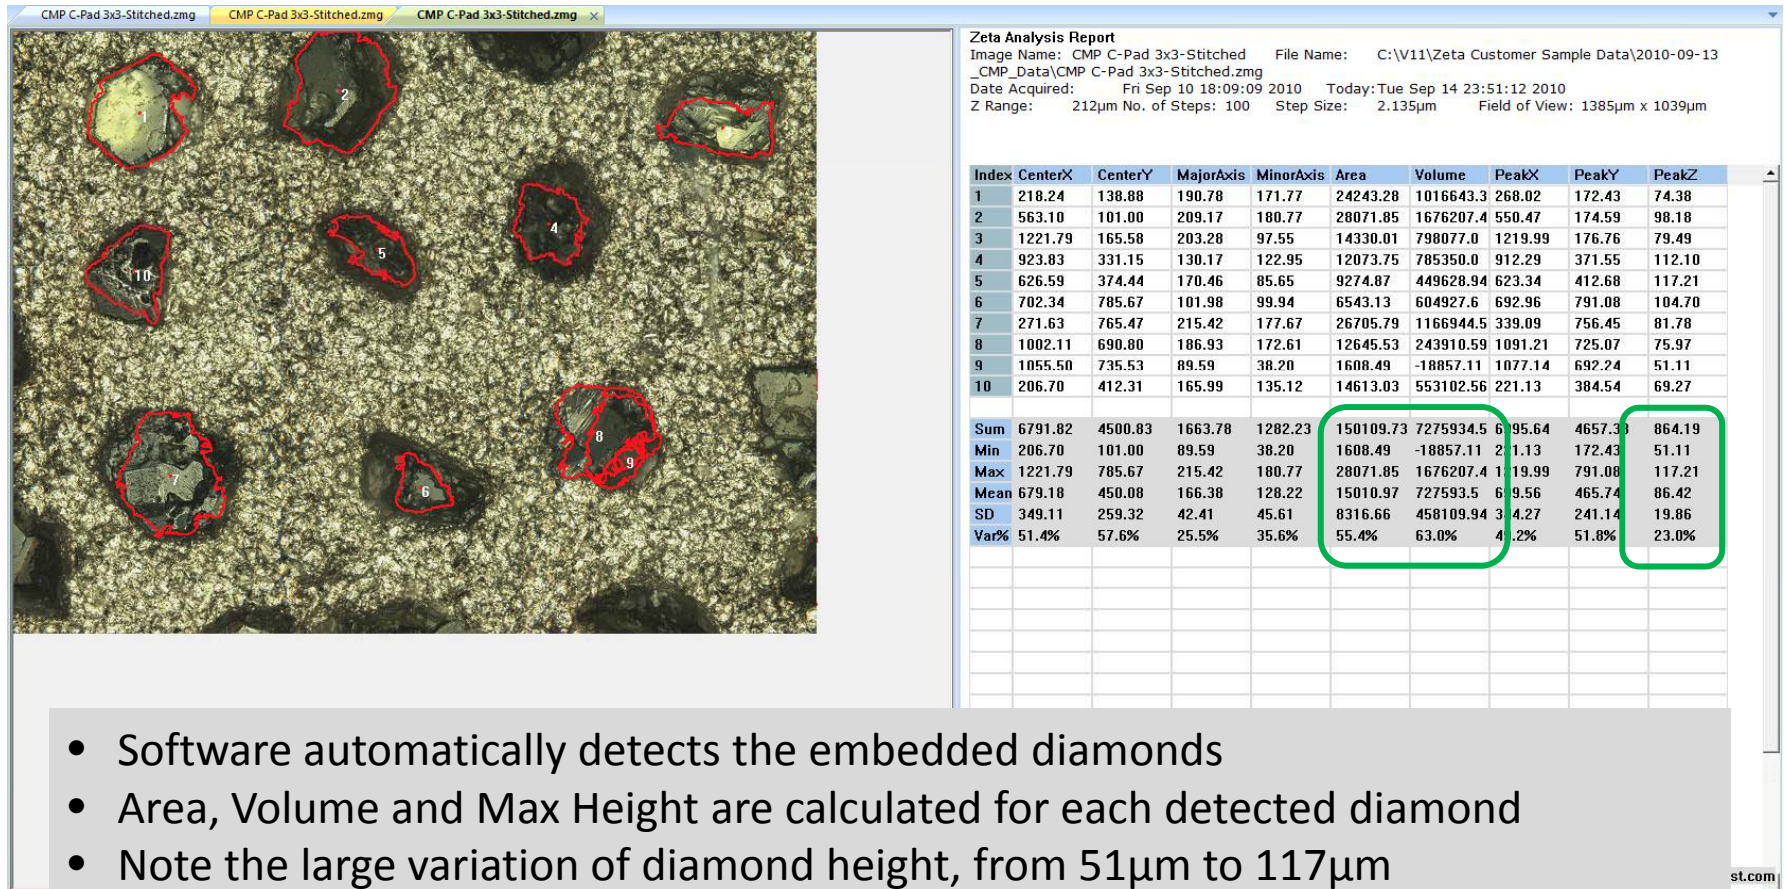 CMP C-Pad 3x3-Stitched.zmg CMP C-Pad 3x3-Stitched.zmg CMP C-Pad 3x3-Stitched.zmg ×
Zeta Analysis Report
Image Name: CMP C-Pad 3x3-Stitched File Name: C:\V11\Zeta Customer Sample Data\2010-09-13
_CMP_Data\CMP C-Pad 3x3-Stitched.zmg
Date Acquired: Fri Sep 10 18:09:09 2010 Today:Tue Sep 14 23:51:12 2010
Z Range: 212µm No. of Steps: 100 Step Size: 2.135µm Field of View: 1385µm x 1039µm
Index CenterX CenterY MajorAxis MinorAxis Area Volume PeakX PeakY PeakZ
1 218.24 138.88 190.78 171.77 24243.28 1016643.3 268.02 172.43 74.38
2 563.10 101.00 209.17 180.77 28071.85 1676207.4 550.47 174.59 98.18
3 1221.79 165.58 203.28 97.55 14330.01 798077.0 1219.99 176.76 79.49
4 923.83 331.15 130.17 122.95 12073.75 785350.0 912.29 371.55 112.10
5 626.59 374.44 170.46 85.65 9274.87 449628.94 623.34 412.68 117.21
6 702.34 785.67 101.98 99.94 6543.13 604927.6 692.96 791.08 104.70
7 271.63 765.47 215.42 177.67 26705.79 1166944.5 339.09 756.45 81.78
8 1002.11 690.80 186.93 172.61 12645.53 243910.59 1091.21 725.07 75.97
9 1055.50 735.53 89.59 38.20 1608.49 -18857.11 1077.14 692.24 51.11
10 206.70 412.31 165.99 135.12 14613.03 553102.56 221.13 384.54 69.27
Sum 6791.82 4500.83 1663.78 1282.23 150109.73 7275934.5 6995.64 4657.38 864.19
Min 206.70 101.00 89.59 38.20 1608.49 -18857.11 221.13 172.43 51.11
Max 1221.79 785.67 215.42 180.77 28071.85 1676207.4 1219.99 791.08 117.21
Mean 679.18 450.08 166.38 128.22 15010.97 727593.5 699.56 465.74 86.42
SD 349.11 259.32 42.41 45.61 8316.66 458109.94 344.27 241.14 19.86
Var% 51.4% 57.6% 25.5% 35.6% 55.4% 63.0% 49.2% 51.8% 23.0%
1
2
3
4
5
10
8
9
7
6
• Software automatically detects the embedded diamonds
• Area, Volume and Max Height are calculated for each detected diamond
• Note the large variation of diamond height, from 51µm to 117µm
st.com